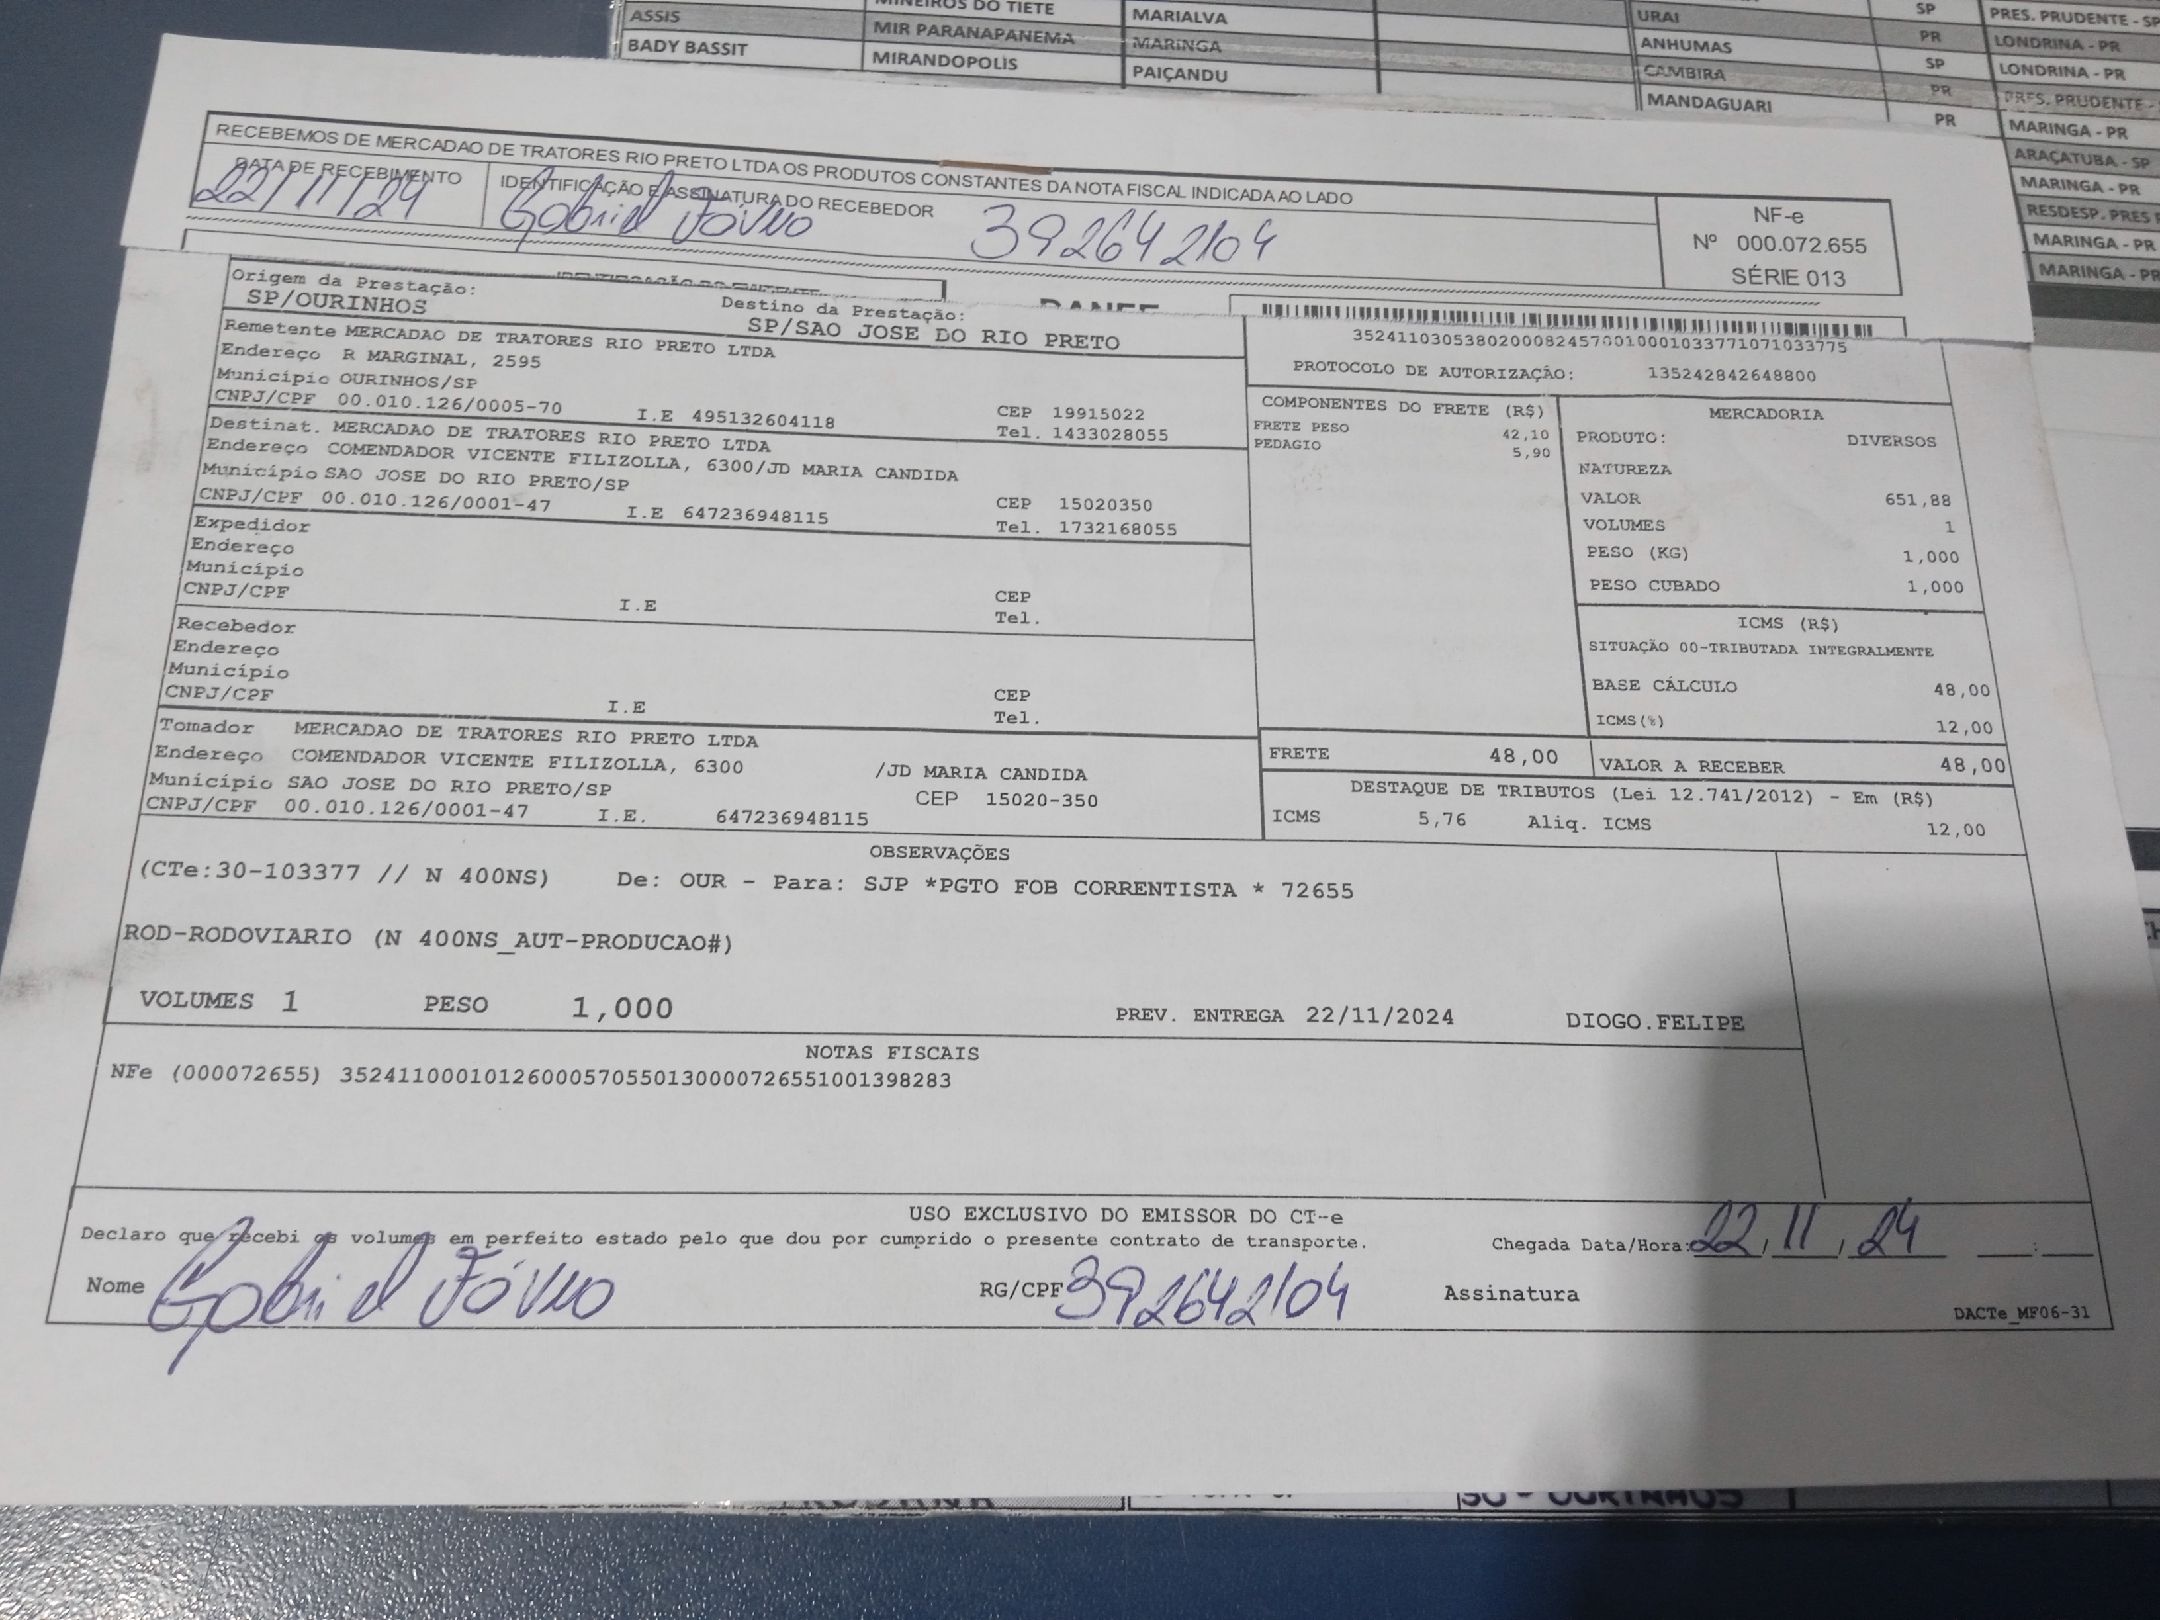 ASSIS MINEIROS DO TIETE MARIALVA URAI SP PRES. PRUDENTE - SP
BADY BASSIT MIR PARANAPANEMA MARINGA ANHUMAS PR LONDRINA - PR
MIRANDOPOLIS PAIÇANDU CAMBIRA SP LONDRINA - PR
MANDAGUARI PR PRES. PRUDENTE -
PR MARINGA - PR
ARAÇATUBA - SP
MARINGA - PR
RESDESP. PRES
MARINGA - PR
MARINGA - PR
RECEBEMOS DE MERCADAO DE TRATORES RIO PRETO LTDA OS PRODUTOS CONSTANTES DA NOTA FISCAL INDICADA AO LADO
DATA DE RECEBIMENTO IDENTIFICAÇÃO E ASSINATURA DO RECEBEDOR
22/11/24 Gabriel 392642104
NF-e
Nº 000.072.655
SÉRIE 013
Origem da Prestação: Destino da Prestação:
SP/OURINHOS SP/SAO JOSE DO RIO PRETO
Remetente MERCADAO DE TRATORES RIO PRETO LTDA
Endereço R MARGINAL, 2595
Município OURINHOS/SP CEP 19915022
CNPJ/CPF 00.010.126/0005-70 I.E 495132604118 Tel. 1433028055
Destinat. MERCADAO DE TRATORES RIO PRETO LTDA
Endereço COMENDADOR VICENTE FILIZOLLA, 6300/JD MARIA CANDIDA
Município SAO JOSE DO RIO PRETO/SP CEP 15020350
CNPJ/CPF 00.010.126/0001-47 I.E 647236948115 Tel. 1732168055
Expedidor
Endereço
Município CEP
CNPJ/CPF I.E Tel.
Recebedor
Endereço
Município CEP
CNPJ/CPF I.E Tel.
Tomador MERCADAO DE TRATORES RIO PRETO LTDA
Endereço COMENDADOR VICENTE FILIZOLLA, 6300 /JD MARIA CANDIDA
Município SAO JOSE DO RIO PRETO/SP CEP 15020-350
CNPJ/CPF 00.010.126/0001-47 I.E. 647236948115
35241103053802000824570010001033771071033775
PROTOCOLO DE AUTORIZAÇÃO: 135242842648800
COMPONENTES DO FRETE (R$)
FRETE PESO 42,10
PEDAGIO 5,90
MERCADORIA
PRODUTO: DIVERSOS
NATUREZA
VALOR 651,88
VOLUMES 1
PESO (KG) 1,000
PESO CUBADO 1,000
ICMS (R$)
SITUAÇÃO 00-TRIBUTADA INTEGRALMENTE
BASE CÁLCULO 48,00
ICMS(%) 12,00
FRETE 48,00 VALOR A RECEBER 48,00
DESTAQUE DE TRIBUTOS (Lei 12.741/2012) - Em (R$)
ICMS 5,76 Aliq. ICMS 12,00
OBSERVAÇÕES
(CTe:30-103377 // N 400NS) De: OUR - Para: SJP *PGTO FOB CORRENTISTA * 72655
ROD-RODOVIARIO (N 400NS_AUT-PRODUCAO#)
VOLUMES 1 PESO 1,000 PREV. ENTREGA 22/11/2024 DIOGO.FELIPE
NOTAS FISCAIS
NFe (000072655) 35241100010126000570550130000726551001398283
USO EXCLUSIVO DO EMISSOR DO CT-e
Declaro que recebi os volumes em perfeito estado pelo que dou por cumprido o presente contrato de transporte. Chegada Data/Hora: 22/11/24 __:__
Nome Gabriel RG/CPF 392642104 Assinatura
DACTe_MF06-31